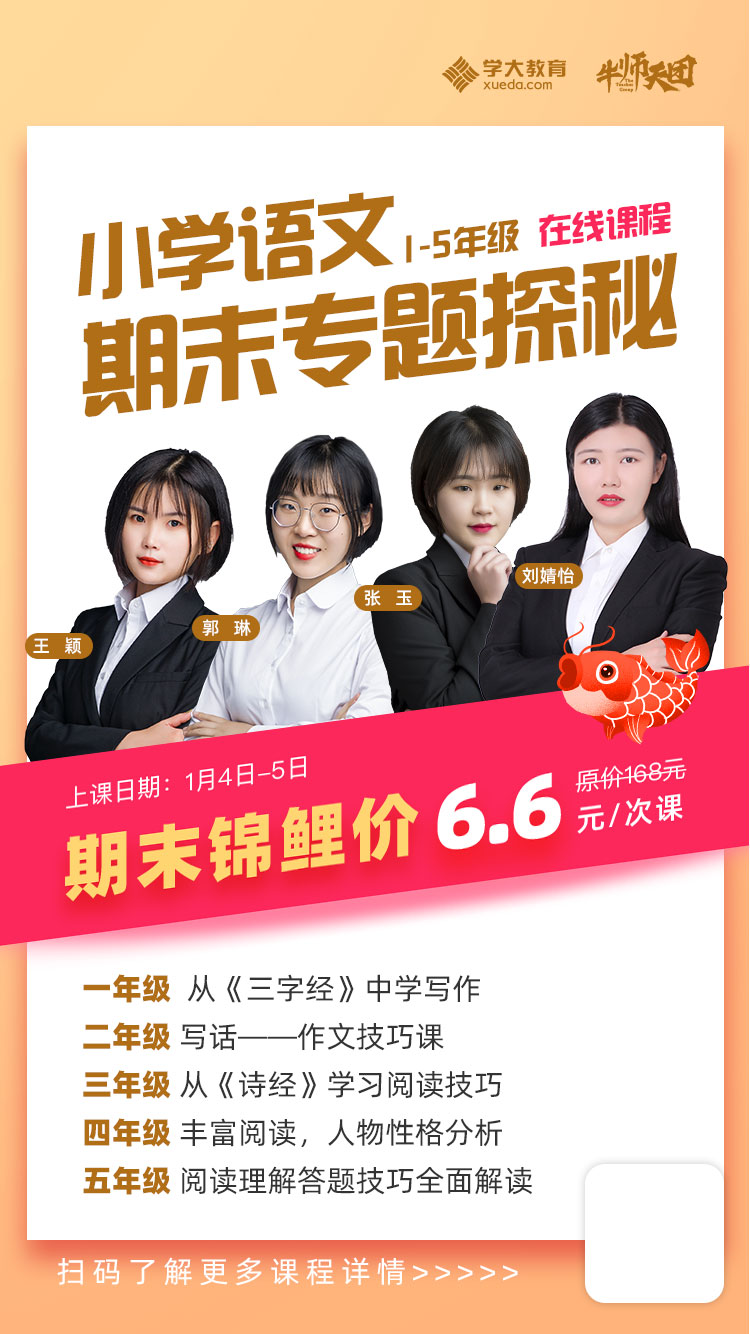 学大教育
xueda.com
牛师天团
The
Teacher
Group
小学语文 1-5年级 在线课程
期末专题探秘
王 颖
郭 琳
张 玉
刘婧怡
上课日期：1月4日-5日
原价168元
期末锦鲤价 6.6 元/次课
一年级 从《三字经》中学写作
二年级 写话——作文技巧课
三年级 从《诗经》学习阅读技巧
四年级 丰富阅读，人物性格分析
五年级 阅读理解答题技巧全面解读
扫码了解更多课程详情>>>>>